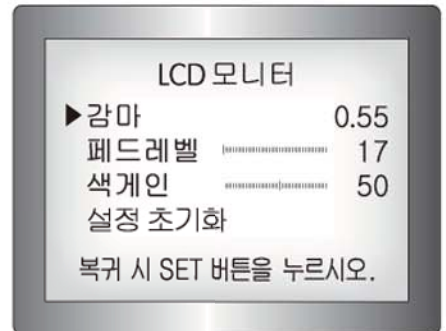 LCD 모니터
▶감마 0.55
페드레벨 17
색게인 50
설정 초기화
복귀 시 SET 버튼을 누르시오.